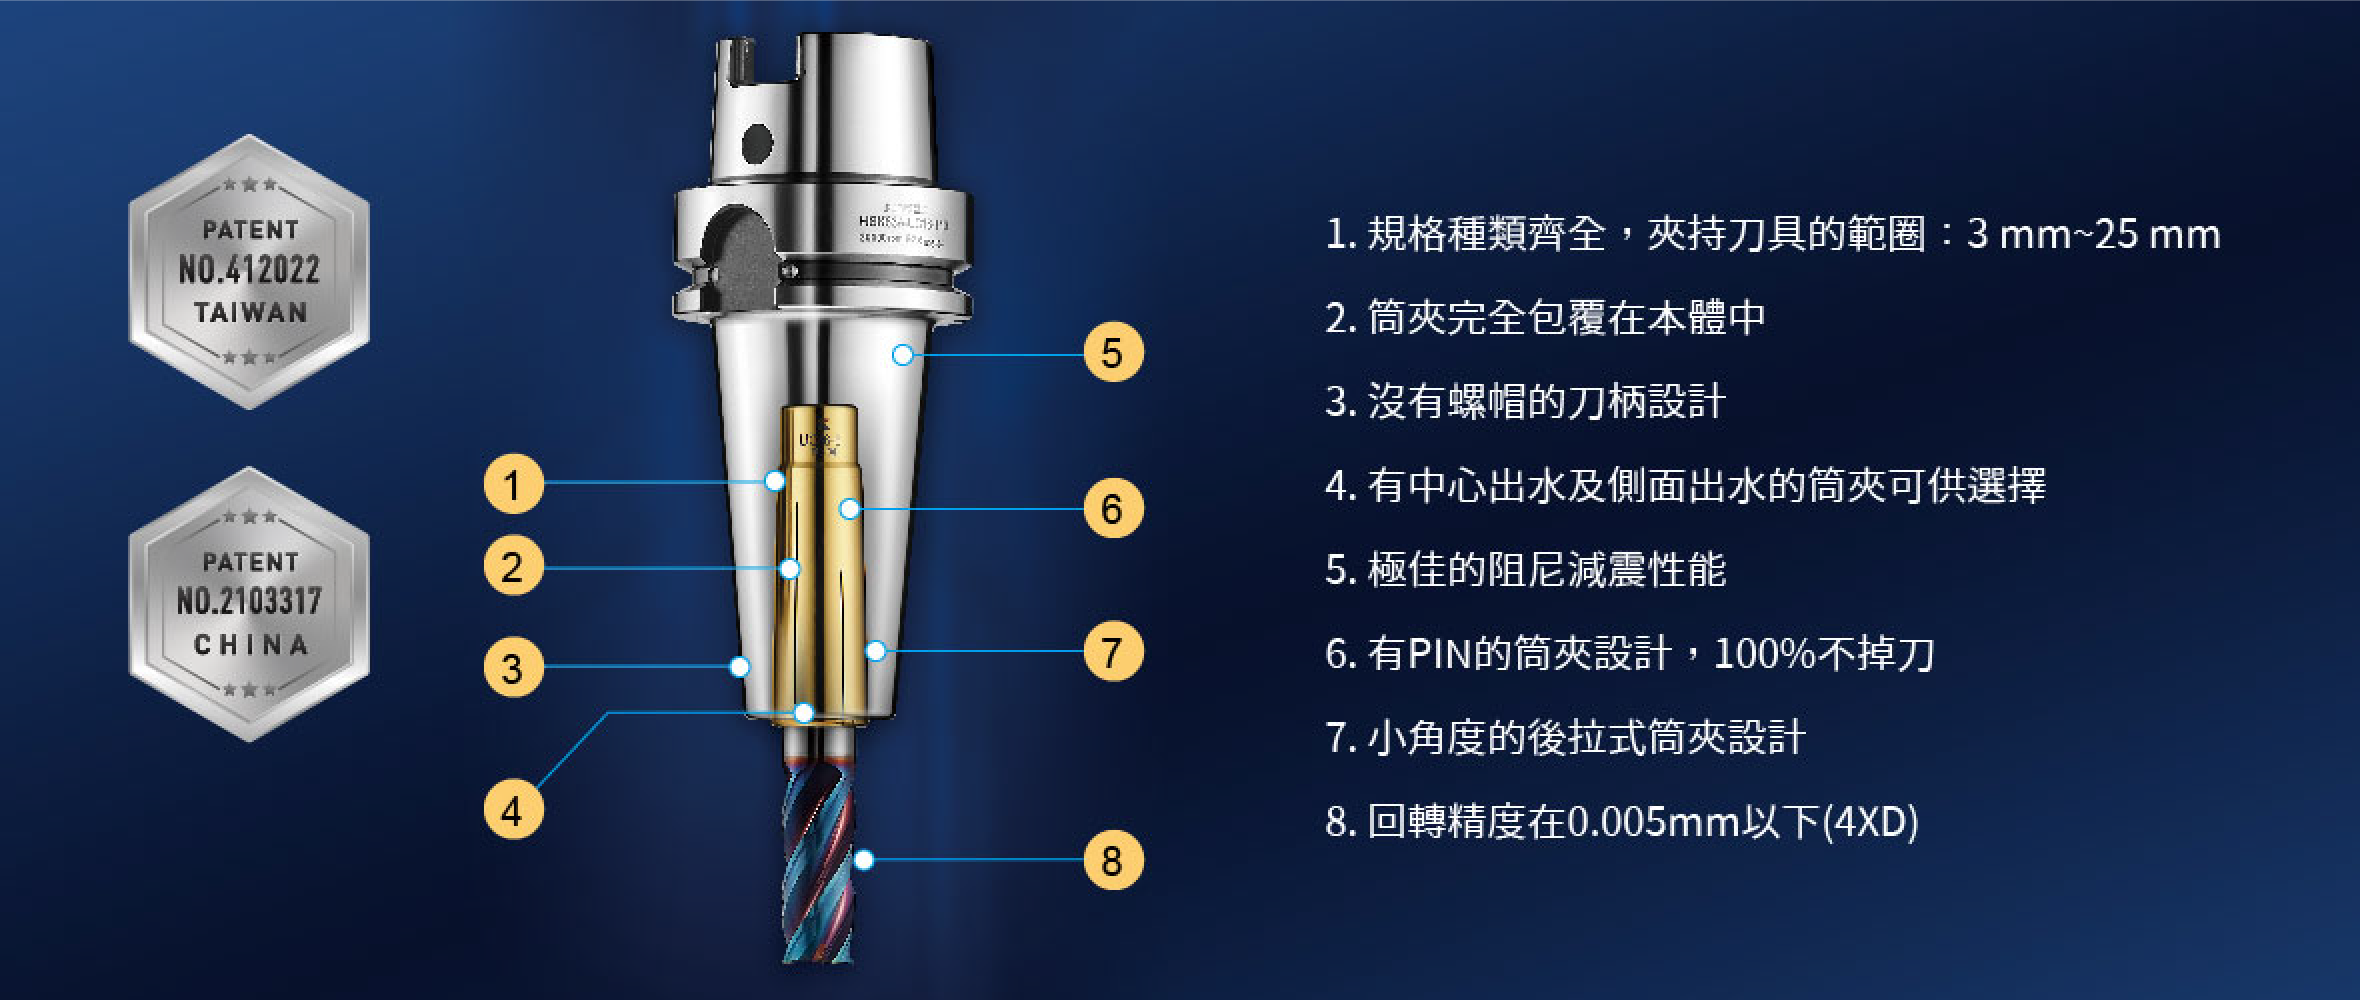 PATENT
NO.412022
TAIWAN
PATENT
NO.2103317
CHINA
1
2
3
4
5
6
7
8
1. 規格種類齊全，夾持刀具的範圈：3 mm~25 mm
2. 筒夾完全包覆在本體中
3. 沒有螺帽的刀柄設計
4. 有中心出水及側面出水的筒夾可供選擇
5. 極佳的阻尼減震性能
6. 有PIN的筒夾設計，100%不掉刀
7. 小角度的後拉式筒夾設計
8. 回轉精度在0.005mm以下(4XD)